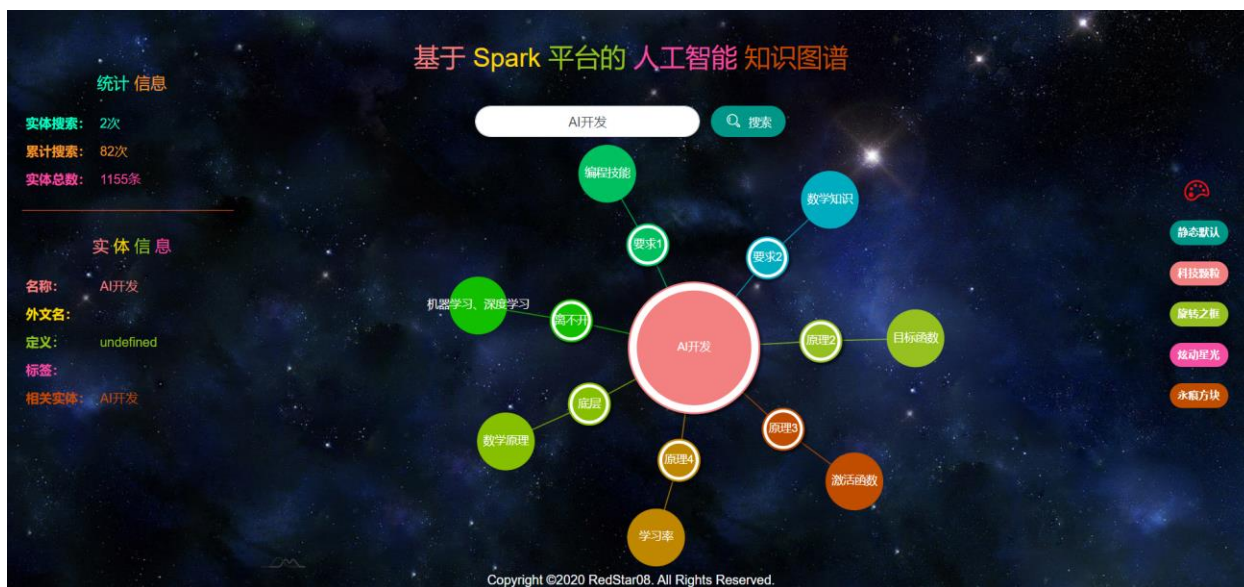 基于 Spark 平台的 人工智能 知识图谱
统计 信息
实体搜索： 2次
累计搜索： 82次
实体总数： 1155条
实 体 信 息
名称： AI开发
外文名：
定义： undefined
标签：
相关实体： AI开发
AI开发
搜索
编程技能
数学知识
要求1
要求2
机器学习、深度学习
离不开
AI开发
原理2
目标函数
底层
数学原理
原理3
原理4
激活函数
学习率
静态默认
科技颗粒
旋转之框
炫动星光
永痕方块
Copyright ©2020 RedStar08. All Rights Reserved.